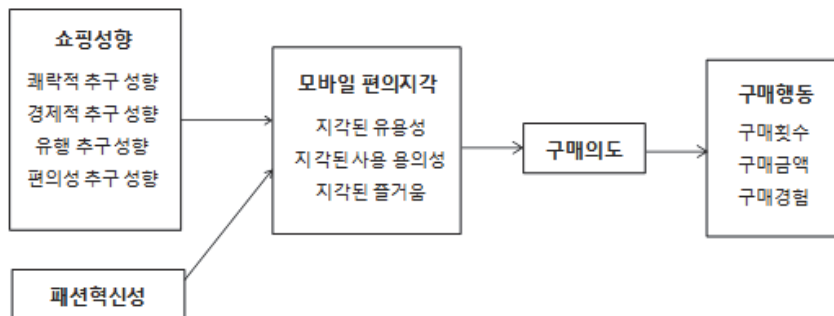 쇼핑성향
쾌락적 추구 성향
경제적 추구 성향
유행 추구 성향
편의성 추구 성향
패션혁신성
모바일 편의지각
지각된 유용성
지각된 사용 용의성
지각된 즐거움
구매의도
구매행동
구매횟수
구매금액
구매경험